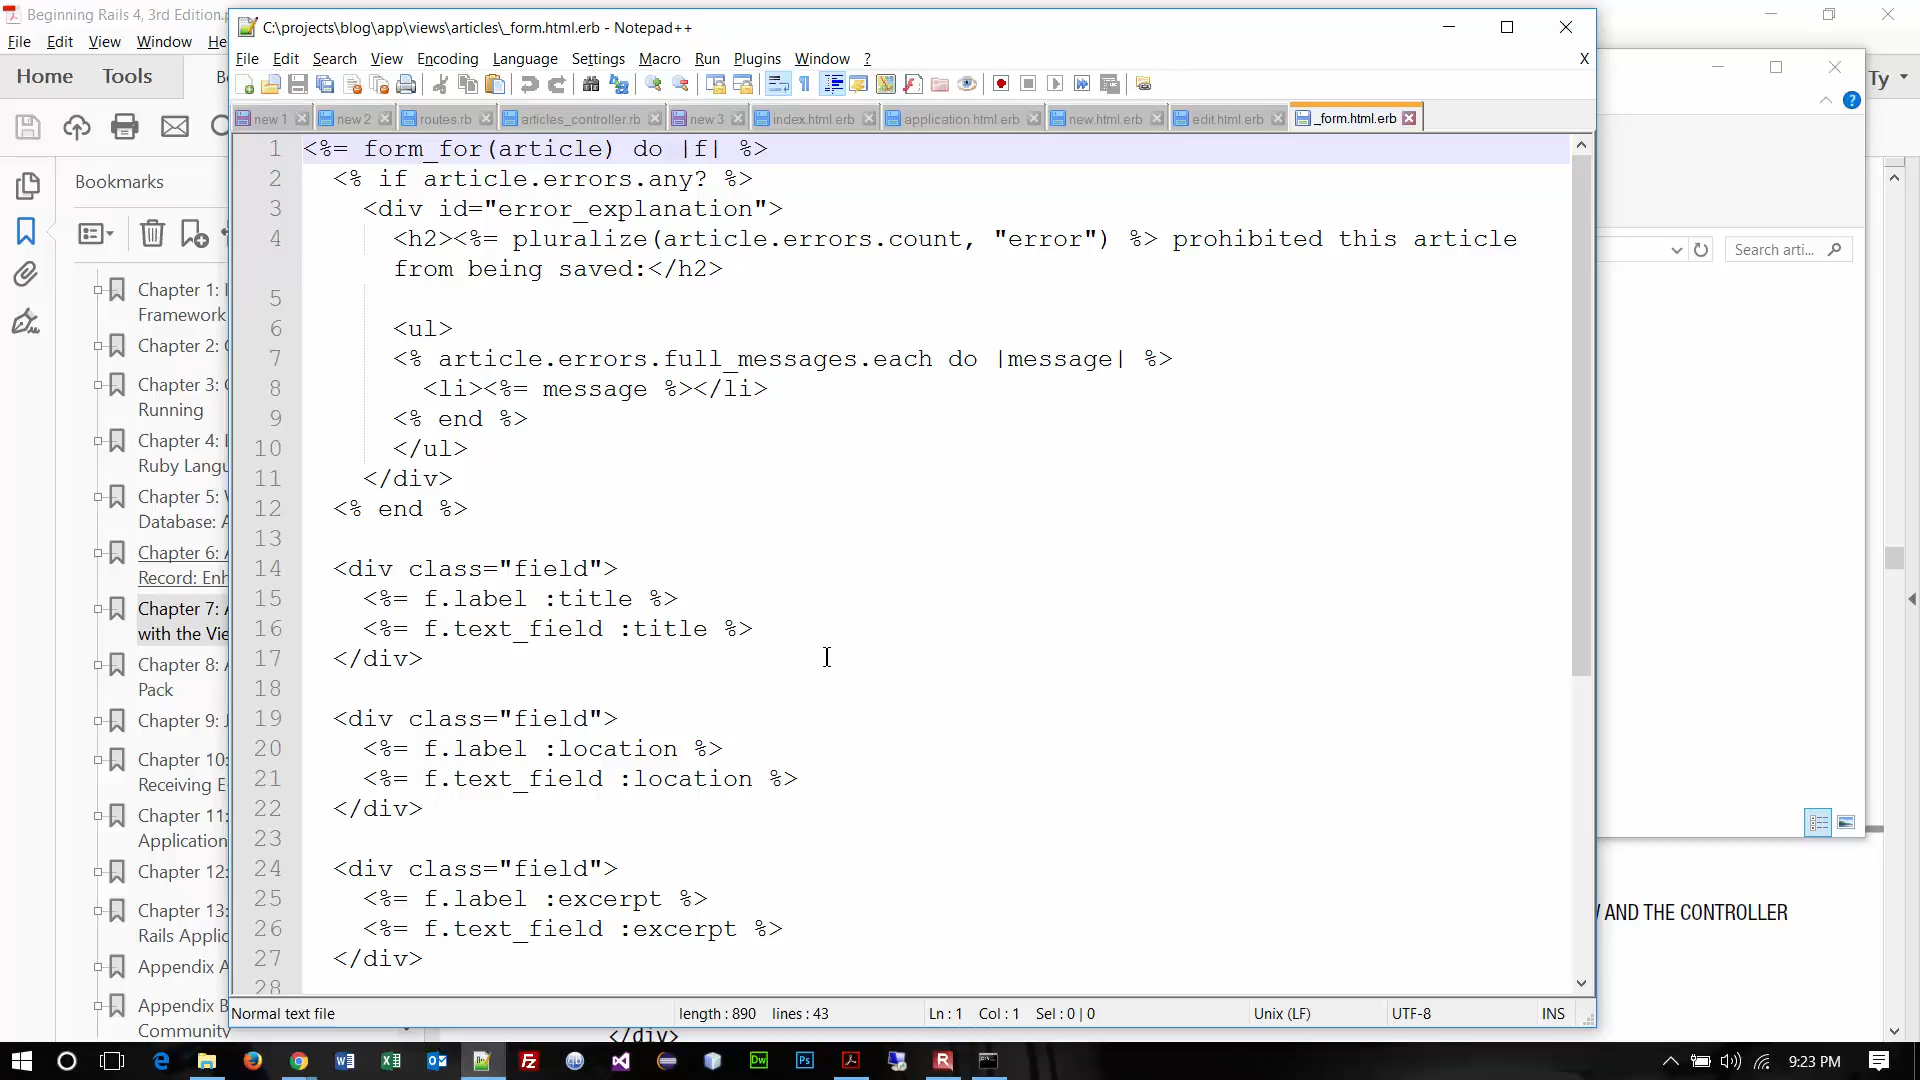 Beginning Rails 4, 3rd Edition.p
File Edit View Window He
Home Tools
Bookmarks
Chapter 1: I
Framework
Chapter 2: C
Chapter 3: G
Running
Chapter 4: I
Ruby Langu
Chapter 5: W
Database: A
Chapter 6: A
Record: Enh
Chapter 7: A
with the Vie
Chapter 8: A
Pack
Chapter 9: J
Chapter 10:
Receiving E
Chapter 11:
Application
Chapter 12:
Chapter 13:
Rails Applic
Appendix A
Appendix B
Community
C:\projects\blog\app\views\articles\_form.html.erb - Notepad++
File Edit Search View Encoding Language Settings Macro Run Plugins Window ? X
new 1 new 2 routes.rb articles_controller.rb new 3 index.html.erb application.html.erb new.html.erb edit.html.erb _form.html.erb
1 <%= form_for(article) do |f| %>
2 <% if article.errors.any? %>
3 <div id="error_explanation">
4 <h2><%= pluralize(article.errors.count, "error") %> prohibited this article
from being saved:</h2>
5
6 <ul>
7 <% article.errors.full_messages.each do |message| %>
8 <li><%= message %></li>
9 <% end %>
10 </ul>
11 </div>
12 <% end %>
13
14 <div class="field">
15 <%= f.label :title %>
16 <%= f.text_field :title %>
17 </div>
18
19 <div class="field">
20 <%= f.label :location %>
21 <%= f.text_field :location %>
22 </div>
23
24 <div class="field">
25 <%= f.label :excerpt %>
26 <%= f.text_field :excerpt %>
27 </div>
28
Normal text file length : 890 lines : 43 Ln : 1 Col : 1 Sel : 0 | 0 Unix (LF) UTF-8 INS
Ty
Search arti...
AND THE CONTROLLER
</div>
9:23 PM